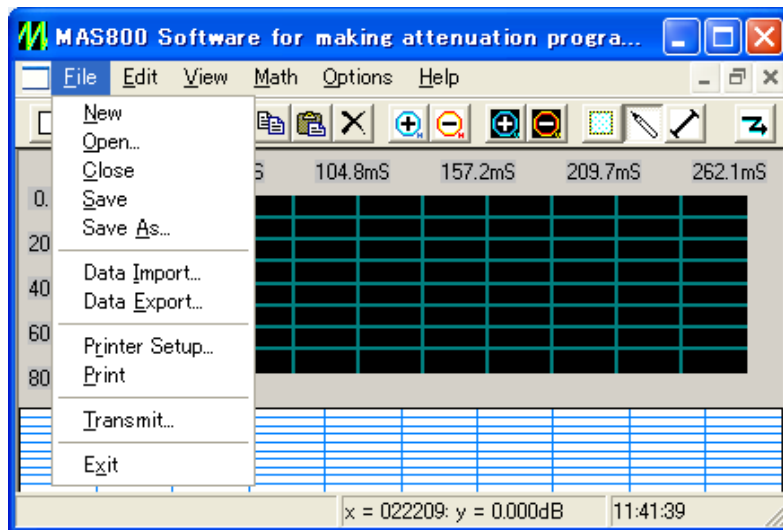 MAS800 Software for making attenuation progra...
File Edit View Math Options Help
New
Open...
Close
Save
Save As...
Data Import...
Data Export...
Printer Setup...
Print
Transmit...
Exit
104.8mS 157.2mS 209.7mS 262.1mS
0.
20
40
60
80
x = 022209: y = 0.000dB 11:41:39